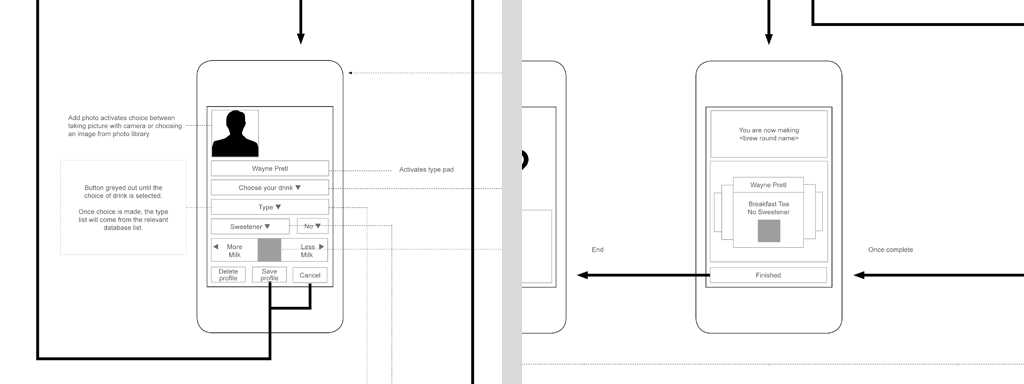 Add photo activates choice between
taking picture with camera or choosing
an image from photo library
Button greyed out until the
choice of drink is selected.
Once choice is made, the type
list will come from the relevant
database list.
Wayne Pretl
Choose your drink ▼
Type ▼
Sweetener ▼
No ▼
More
Milk
Less
Milk
Delete
profile
Save
profile
Cancel
Activates type pad
You are now making
<brew round name>
Wayne Pretl
Breakfast Tea
No Sweetener
Finished
End
Once complete